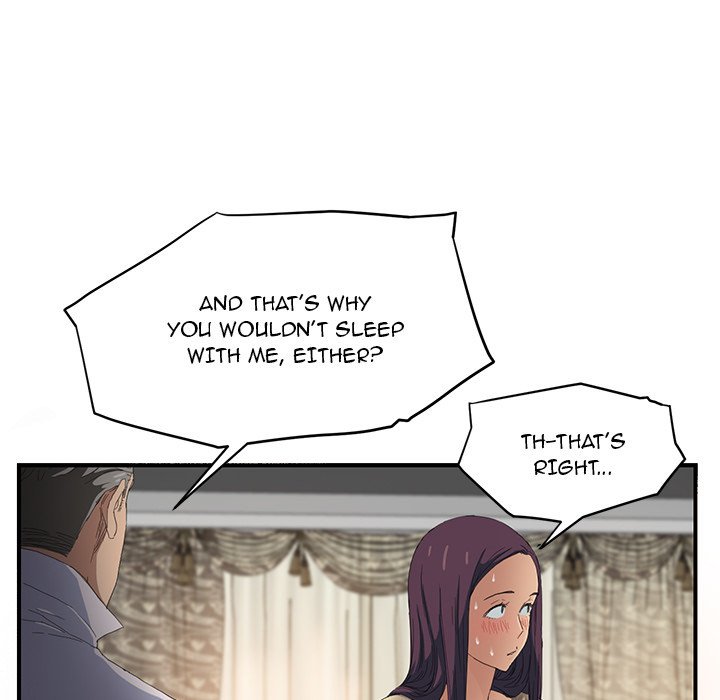 AND THAT'S WHY
YOU WOULDN'T SLEEP
WITH ME, EITHER?
TH-THAT'S
RIGHT...